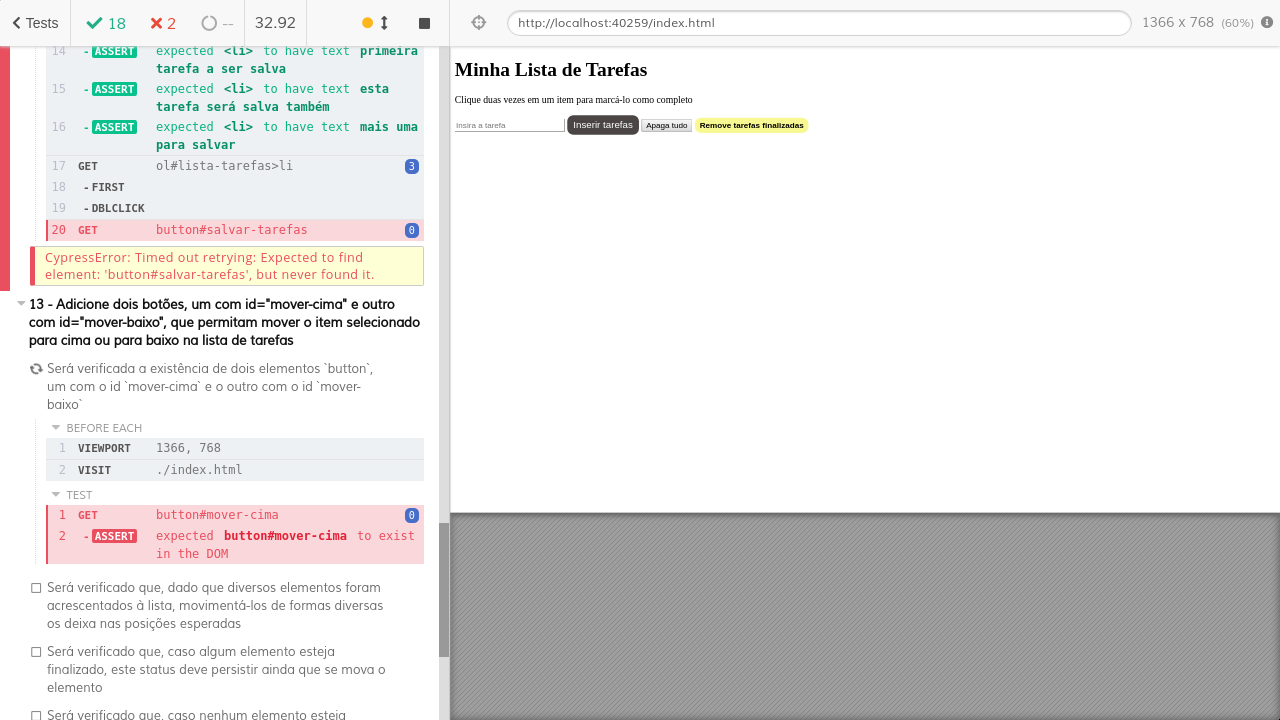 Tests
18
2
--
32.92
http://localhost:40259/index.html
1366 x 768 (60%)
14 - ASSERT expected <li> to have text primeira
tarefa a ser salva
15 - ASSERT expected <li> to have text esta
tarefa será salva também
16 - ASSERT expected <li> to have text mais uma
para salvar
17 GET ol#lista-tarefas>li 3
18 - FIRST
19 - DBLCLICK
20 GET button#salvar-tarefas 0
CypressError: Timed out retrying: Expected to find
element: 'button#salvar-tarefas', but never found it.
13 - Adicione dois botões, um com id="mover-cima" e outro
com id="mover-baixo", que permitam mover o item selecionado
para cima ou para baixo na lista de tarefas
Será verificada a existência de dois elementos `button`,
um com o id `mover-cima` e o outro com o id `mover-
baixo`
BEFORE EACH
1 VIEWPORT 1366, 768
2 VISIT ./index.html
TEST
1 GET button#mover-cima 0
2 - ASSERT expected button#mover-cima to exist
in the DOM
Será verificado que, dado que diversos elementos foram
acrescentados à lista, movimentá-los de formas diversas
os deixa nas posições esperadas
Será verificado que, caso algum elemento esteja
finalizado, este status deve persistir ainda que se mova o
elemento
Será verificado que, caso nenhum elemento esteja
Minha Lista de Tarefas
Clique duas vezes em um item para marcá-lo como completo
Insira a tarefa
Inserir tarefas
Apaga tudo
Remove tarefas finalizadas